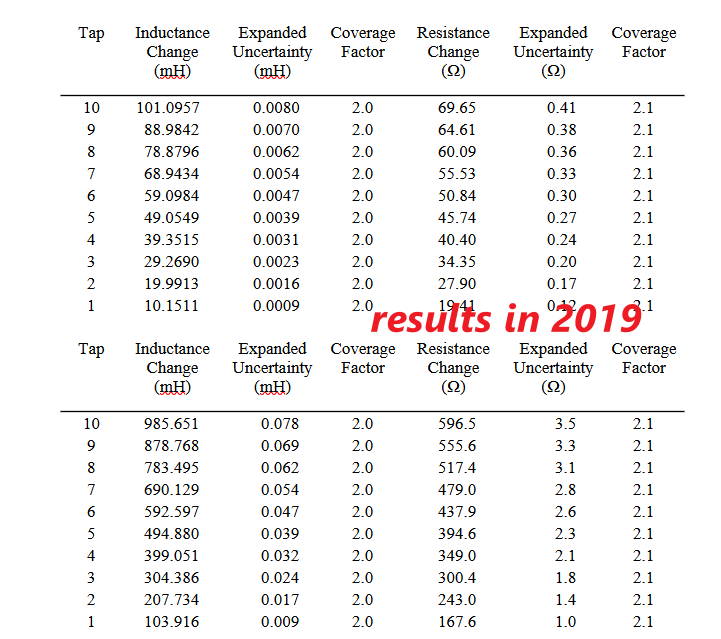 Tap Inductance Change (mH) Expanded Uncertainty (mH) Coverage Factor Resistance Change (Ω) Expanded Uncertainty (Ω) Coverage Factor
10 101.0957 0.0080 2.0 69.65 0.41 2.1
9 88.9842 0.0070 2.0 64.61 0.38 2.1
8 78.8796 0.0062 2.0 60.09 0.36 2.1
7 68.9434 0.0054 2.0 55.53 0.33 2.1
6 59.0984 0.0047 2.0 50.84 0.30 2.1
5 49.0549 0.0039 2.0 45.74 0.27 2.1
4 39.3515 0.0031 2.0 40.40 0.24 2.1
3 29.2690 0.0023 2.0 34.35 0.20 2.1
2 19.9913 0.0016 2.0 27.90 0.17 2.1
1 10.1511 0.0009 2.0 19.41 0.12 2.1
results in 2019
Tap Inductance Change (mH) Expanded Uncertainty (mH) Coverage Factor Resistance Change (Ω) Expanded Uncertainty (Ω) Coverage Factor
10 985.651 0.078 2.0 596.5 3.5 2.1
9 878.768 0.069 2.0 555.6 3.3 2.1
8 783.495 0.062 2.0 517.4 3.1 2.1
7 690.129 0.054 2.0 479.0 2.8 2.1
6 592.597 0.047 2.0 437.9 2.6 2.1
5 494.880 0.039 2.0 394.6 2.3 2.1
4 399.051 0.032 2.0 349.0 2.1 2.1
3 304.386 0.024 2.0 300.4 1.8 2.1
2 207.734 0.017 2.0 243.0 1.4 2.1
1 103.916 0.009 2.0 167.6 1.0 2.1